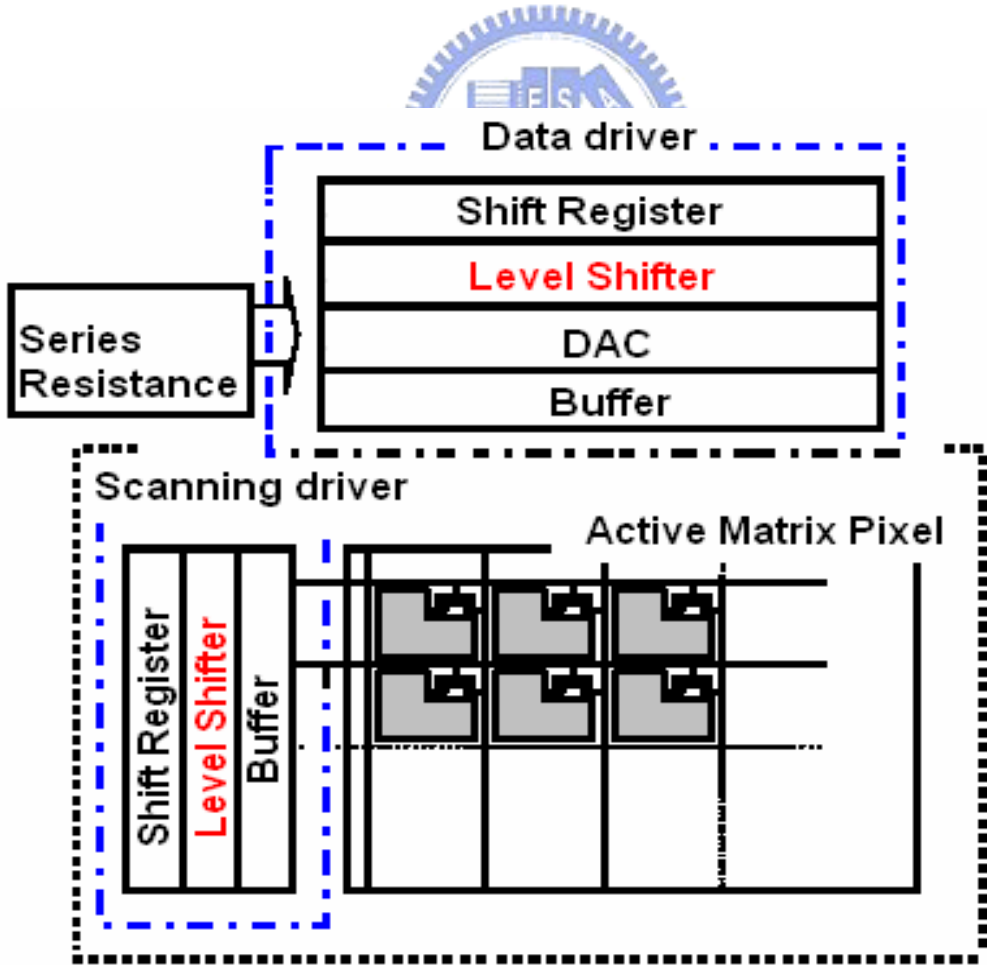 ESA
Data driver
Shift Register
Level Shifter
DAC
Buffer
Series
Resistance
Scanning driver
Active Matrix Pixel
Shift Register
Level Shifter
Buffer